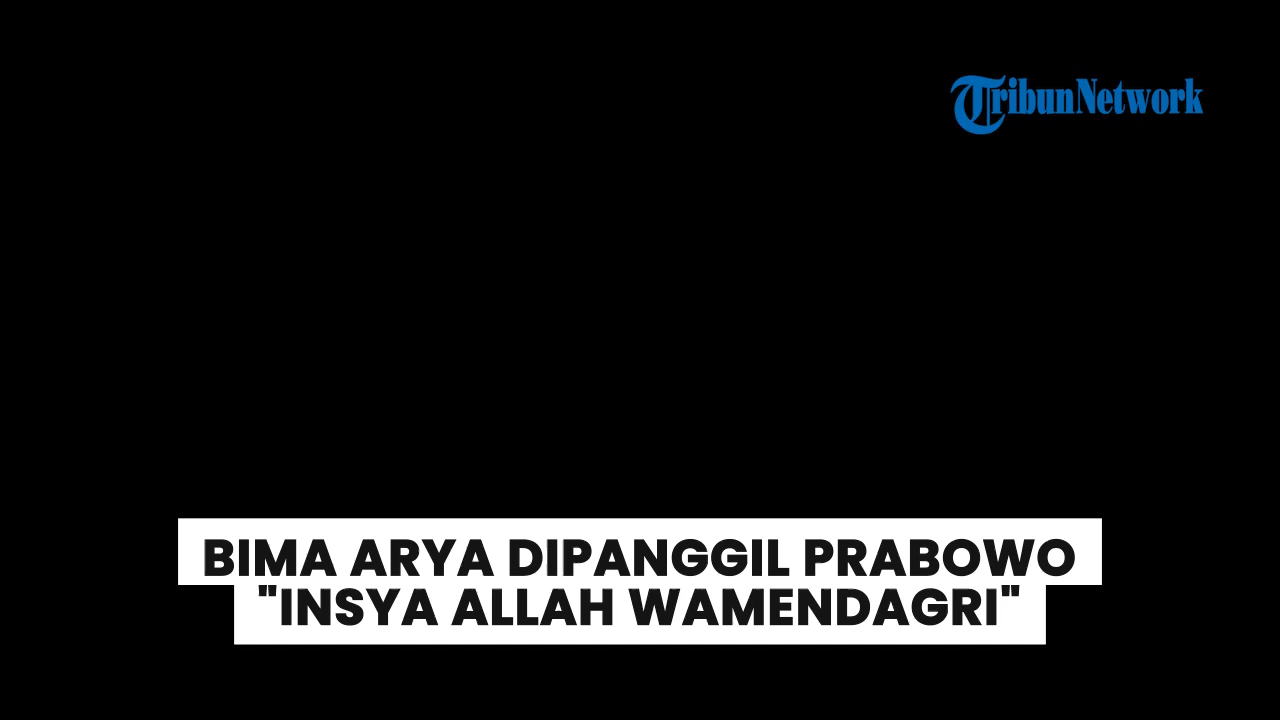 TribunNetwork
BIMA ARYA DIPANGGIL PRABOWO
"INSYA ALLAH WAMENDAGRI"